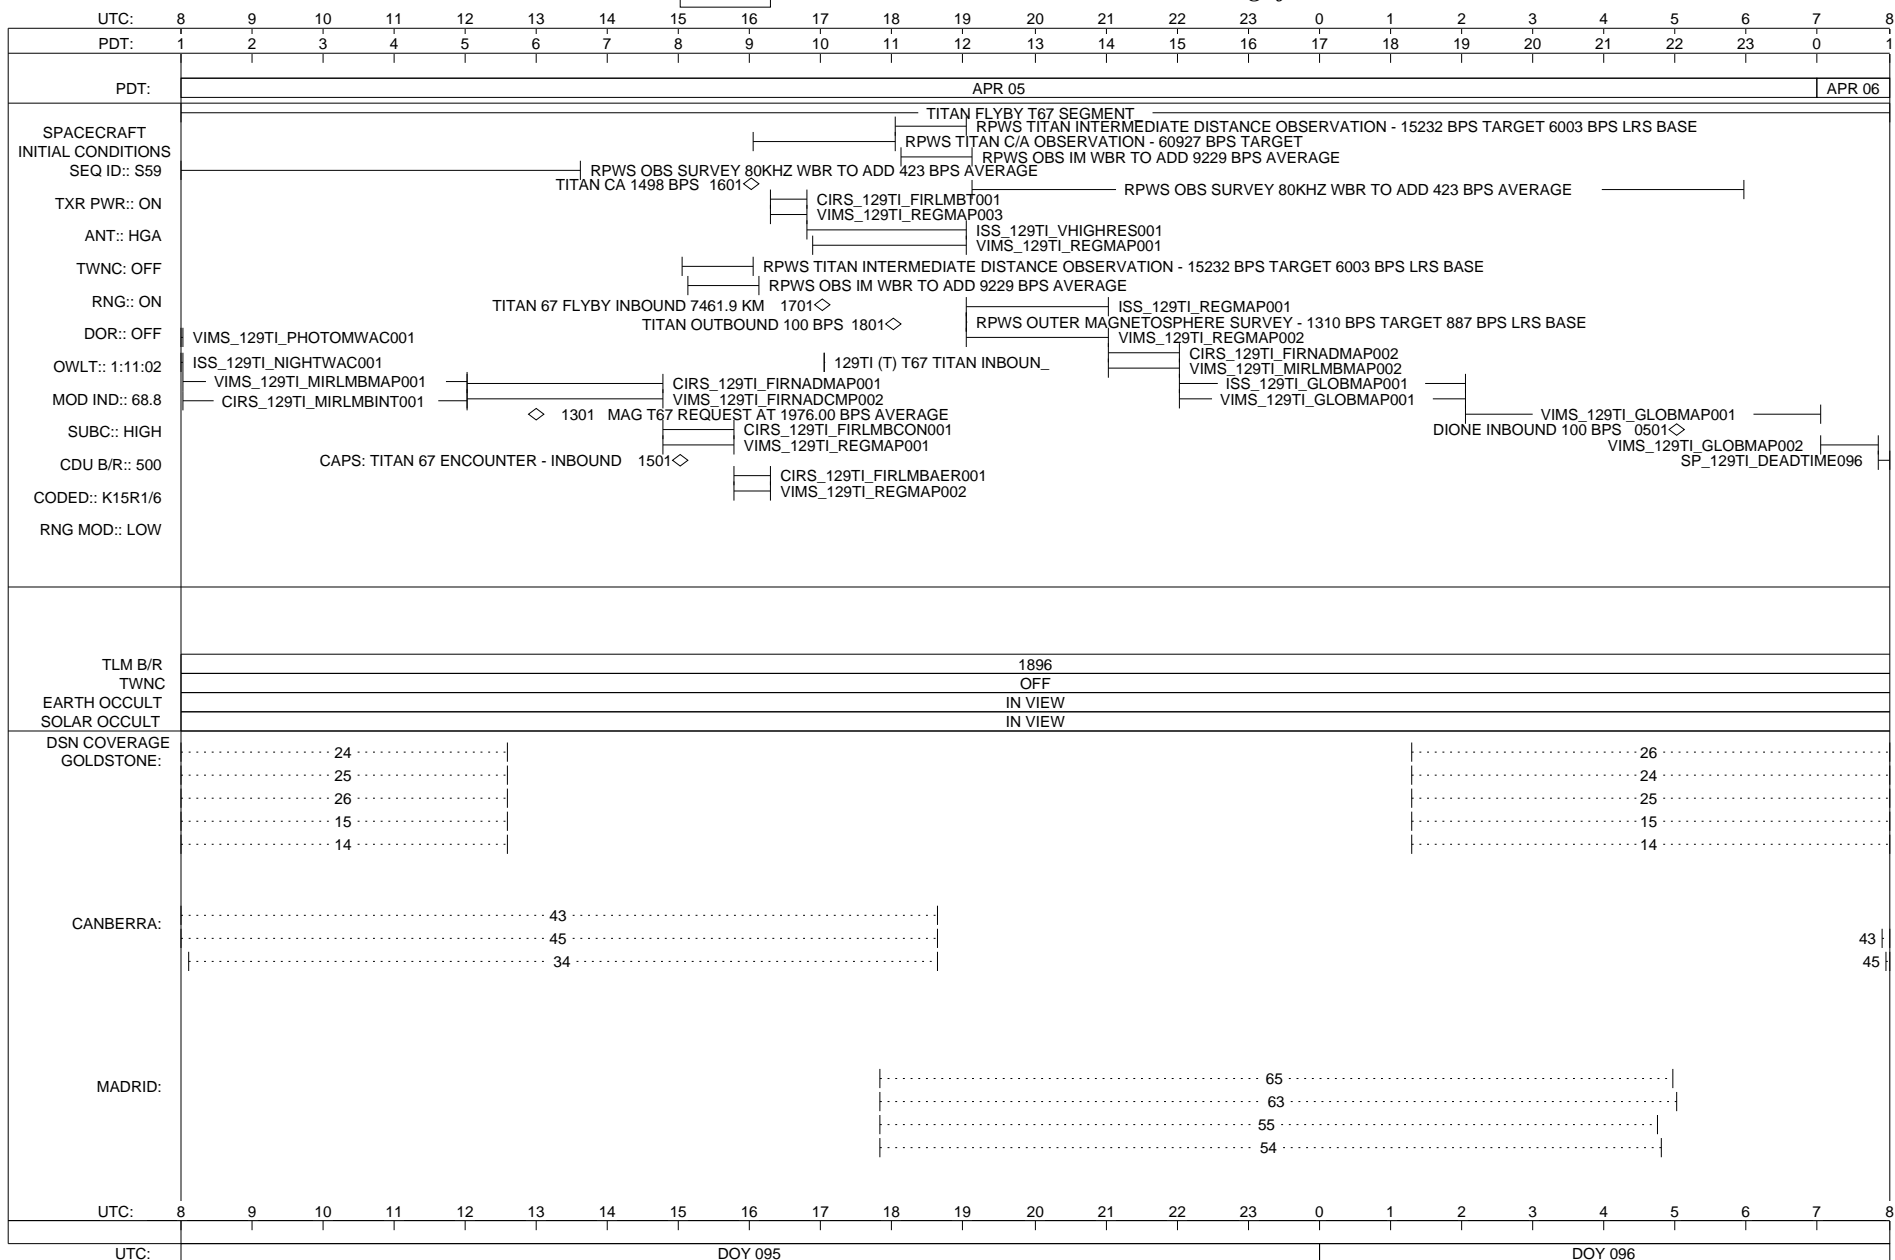 UTC: 8 9 10 11 12 13 14 15 16 17 18 19 20 21 22 23 0 1 2 3 4 5 6 7 8
PDT: 1 2 3 4 5 6 7 8 9 10 11 12 13 14 15 16 17 18 19 20 21 22 23 0 1
PDT: APR 05 APR 06
TITAN FLYBY T67 SEGMENT_
SPACECRAFT
INITIAL CONDITIONS
RPWS TITAN INTERMEDIATE DISTANCE OBSERVATION - 15232 BPS TARGET 6003 BPS LRS BASE
RPWS TITAN C/A OBSERVATION - 60927 BPS TARGET
RPWS OBS IM WBR TO ADD 9229 BPS AVERAGE
SEQ ID:: S59
RPWS OBS SURVEY 80KHZ WBR TO ADD 423 BPS AVERAGE
TITAN CA 1498 BPS 1601
RPWS OBS SURVEY 80KHZ WBR TO ADD 423 BPS AVERAGE
TXR PWR:: ON
CIRS_129TI_FIRLMBT001
VIMS_129TI_REGMAP003
ANT:: HGA
ISS_129TI_VHIGHRES001
VIMS_129TI_REGMAP001
TWNC: OFF
RPWS TITAN INTERMEDIATE DISTANCE OBSERVATION - 15232 BPS TARGET 6003 BPS LRS BASE
RPWS OBS IM WBR TO ADD 9229 BPS AVERAGE
RNG:: ON
TITAN 67 FLYBY INBOUND 7461.9 KM 1701
ISS_129TI_REGMAP001
TITAN OUTBOUND 100 BPS 1801
RPWS OUTER MAGNETOSPHERE SURVEY - 1310 BPS TARGET 887 BPS LRS BASE
DOR:: OFF
VIMS_129TI_PHOTOMWAC001
VIMS_129TI_REGMAP002
CIRS_129TI_FIRNADMAP002
OWLT:: 1:11:02
ISS_129TI_NIGHTWAC001
129TI (T) T67 TITAN INBOUN_
VIMS_129TI_MIRLMBMAP002
VIMS_129TI_MIRLMBMAP001
CIRS_129TI_FIRNADMAP001
ISS_129TI_GLOBMAP001
MOD IND:: 68.8
CIRS_129TI_MIRLMBINT001
VIMS_129TI_FIRNADCMP002
VIMS_129TI_GLOBMAP001
1301 MAG T67 REQUEST AT 1976.00 BPS AVERAGE
VIMS_129TI_GLOBMAP001
SUBC:: HIGH
CIRS_129TI_FIRLMBCON001
DIONE INBOUND 100 BPS 0501
VIMS_129TI_REGMAP001
VIMS_129TI_GLOBMAP002
CDU B/R:: 500
CAPS: TITAN 67 ENCOUNTER - INBOUND 1501
SP_129TI_DEADTIME096
CIRS_129TI_FIRLMBAER001
CODED:: K15R1/6
VIMS_129TI_REGMAP002
RNG MOD:: LOW
TLM B/R 1896
TWNC OFF
EARTH OCCULT IN VIEW
SOLAR OCCULT IN VIEW
DSN COVERAGE
GOLDSTONE:
24 26
25 24
26 25
15 15
14 14
CANBERRA:
43
45 43
34 45
MADRID:
65
63
55
54
UTC: 8 9 10 11 12 13 14 15 16 17 18 19 20 21 22 23 0 1 2 3 4 5 6 7 8
UTC: DOY 095 DOY 096